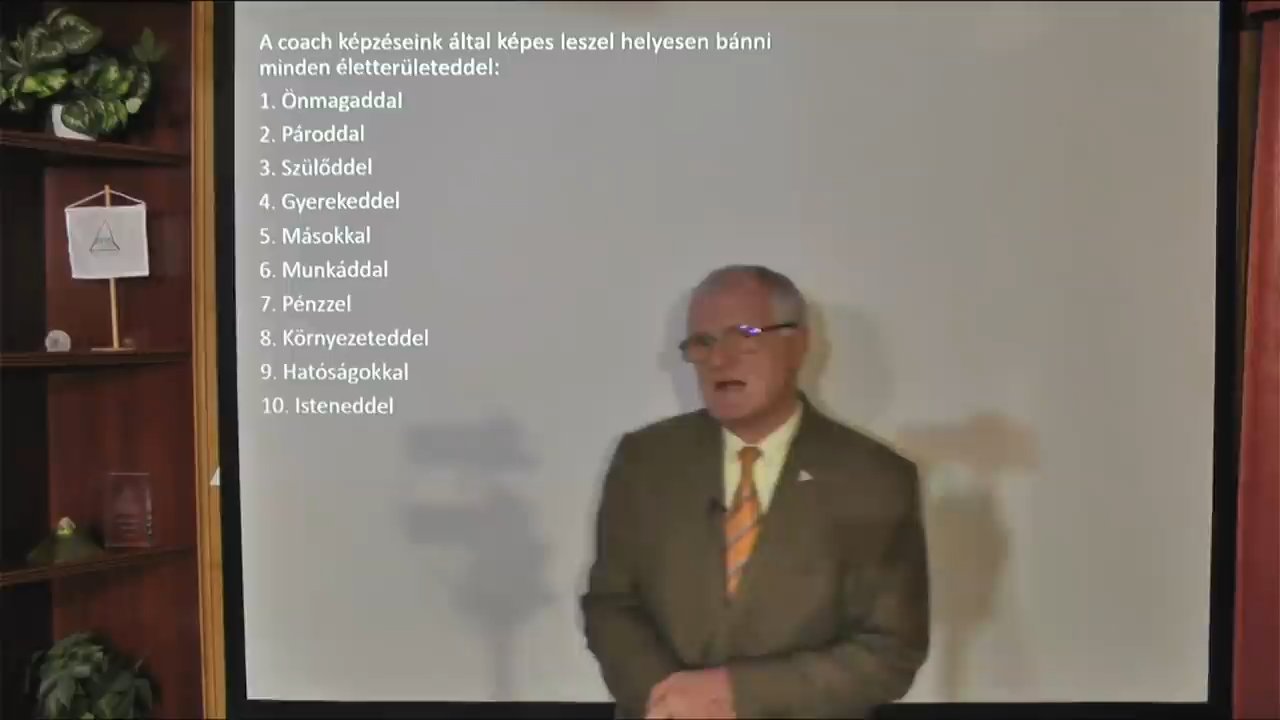 A coach képzéseink által képes leszel helyesen bánni
minden életterületeddel:
1. Önmagaddal
2. Pároddal
3. Szülőddel
4. Gyerekeddel
5. Másokkal
6. Munkáddal
7. Pénzzel
8. Környezeteddel
9. Hatóságokkal
10. Isteneddel